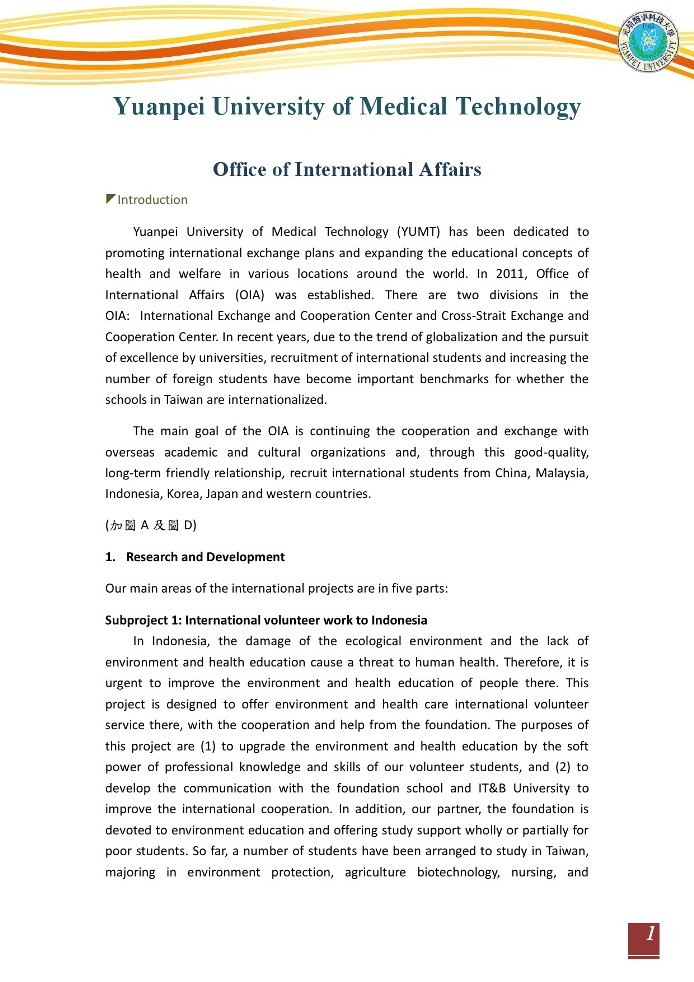 元培醫事科技大學
YUANPEI UNIVERSITY
Yuanpei University of Medical Technology
Office of International Affairs
Introduction
Yuanpei University of Medical Technology (YUMT) has been dedicated to
promoting international exchange plans and expanding the educational concepts of
health and welfare in various locations around the world. In 2011, Office of
International Affairs (OIA) was established. There are two divisions in the
OIA: International Exchange and Cooperation Center and Cross-Strait Exchange and
Cooperation Center. In recent years, due to the trend of globalization and the pursuit
of excellence by universities, recruitment of international students and increasing the
number of foreign students have become important benchmarks for whether the
schools in Taiwan are internationalized.
The main goal of the OIA is continuing the cooperation and exchange with
overseas academic and cultural organizations and, through this good-quality,
long-term friendly relationship, recruit international students from China, Malaysia,
Indonesia, Korea, Japan and western countries.
(加圖 A 及圖 D)
1. Research and Development
Our main areas of the international projects are in five parts:
Subproject 1: International volunteer work to Indonesia
In Indonesia, the damage of the ecological environment and the lack of
environment and health education cause a threat to human health. Therefore, it is
urgent to improve the environment and health education of people there. This
project is designed to offer environment and health care international volunteer
service there, with the cooperation and help from the foundation. The purposes of
this project are (1) to upgrade the environment and health education by the soft
power of professional knowledge and skills of our volunteer students, and (2) to
develop the communication with the foundation school and IT&B University to
improve the international cooperation. In addition, our partner, the foundation is
devoted to environment education and offering study support wholly or partially for
poor students. So far, a number of students have been arranged to study in Taiwan,
majoring in environment protection, agriculture biotechnology, nursing, and
1